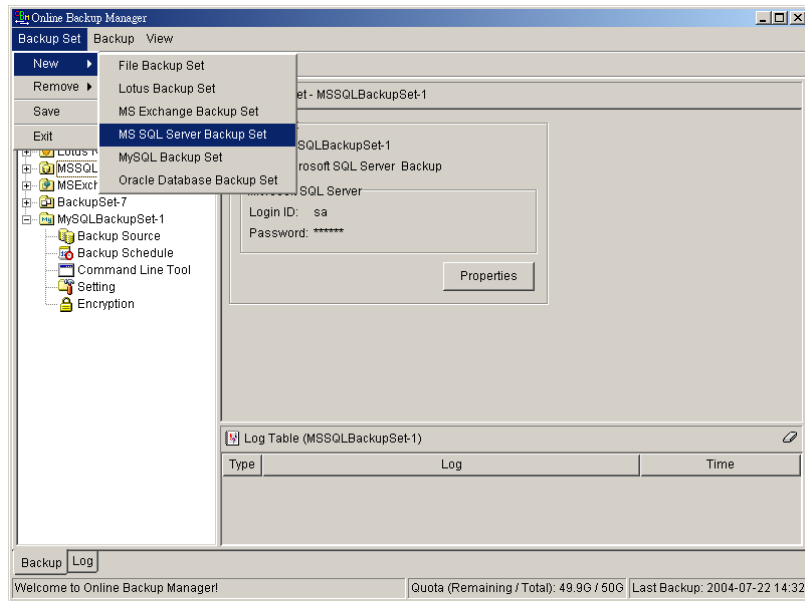 Online Backup Manager
Backup Set Backup View
New
Remove
Save
Exit
File Backup Set
Lotus Backup Set
MS Exchange Backup Set
MS SQL Server Backup Set
MySQL Backup Set
Oracle Database Backup Set
et - MSSQLBackupSet-1
SQLBackupSet-1
rosoft SQL Server Backup
SQL Server
Login ID: sa
Password: ******
Properties
Lotus
MSSQL
MSExch
BackupSet-7
MySQLBackupSet-1
Backup Source
Backup Schedule
Command Line Tool
Setting
Encryption
Log Table (MSSQLBackupSet-1)
Type Log Time
Backup Log
Welcome to Online Backup Manager!
Quota (Remaining / Total): 49.9G / 50G
Last Backup: 2004-07-22 14:32